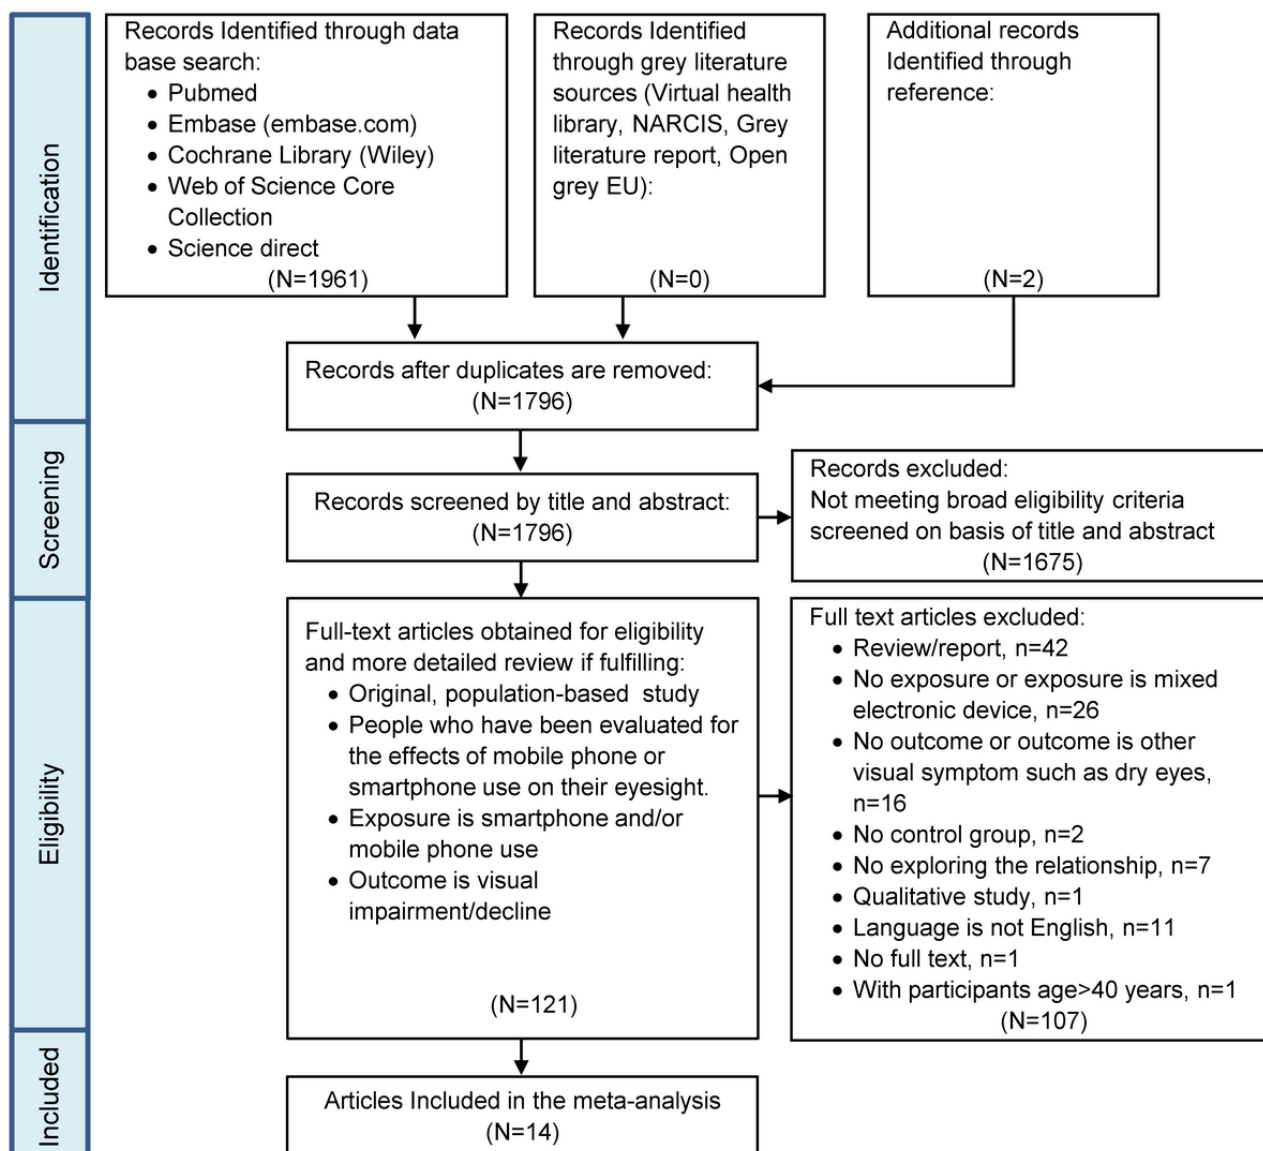 Identification
Records Identified through data
base search:
• Pubmed
• Embase (embase.com)
• Cochrane Library (Wiley)
• Web of Science Core
Collection
• Science direct
(N=1961)
Records Identified
through grey literature
sources (Virtual health
library, NARCIS, Grey
literature report, Open
grey EU):
(N=0)
Additional records
Identified through
reference:
(N=2)
Records after duplicates are removed:
(N=1796)
Screening
Records screened by title and abstract:
(N=1796)
Records excluded:
Not meeting broad eligibility criteria
screened on basis of title and abstract
(N=1675)
Eligibility
Full-text articles obtained for eligibility
and more detailed review if fulfilling:
• Original, population-based study
• People who have been evaluated for
the effects of mobile phone or
smartphone use on their eyesight.
• Exposure is smartphone and/or
mobile phone use
• Outcome is visual
impairment/decline
(N=121)
Full text articles excluded:
• Review/report, n=42
• No exposure or exposure is mixed
electronic device, n=26
• No outcome or outcome is other
visual symptom such as dry eyes,
n=16
• No control group, n=2
• No exploring the relationship, n=7
• Qualitative study, n=1
• Language is not English, n=11
• No full text, n=1
• With participants age>40 years, n=1
(N=107)
Included
Articles Included in the meta-analysis
(N=14)